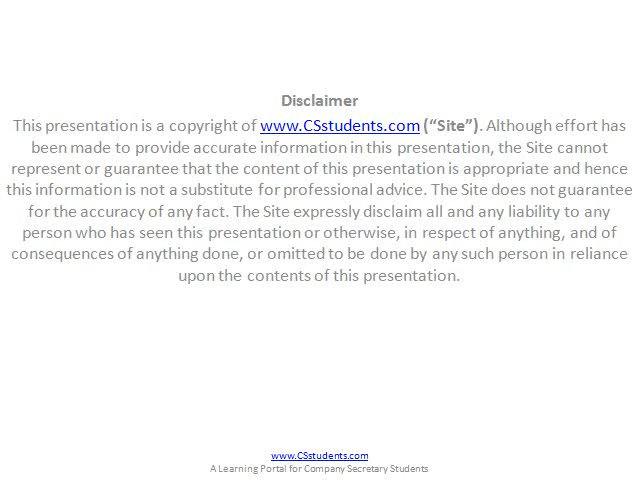 Disclaimer
This presentation is a copyright of www.CSstudents.com (“Site”). Although effort has
been made to provide accurate information in this presentation, the Site cannot
represent or guarantee that the content of this presentation is appropriate and hence
this information is not a substitute for professional advice. The Site does not guarantee
for the accuracy of any fact. The Site expressly disclaim all and any liability to any
person who has seen this presentation or otherwise, in respect of anything, and of
consequences of anything done, or omitted to be done by any such person in reliance
upon the contents of this presentation.
www.CSstudents.com
A Learning Portal for Company Secretary Students